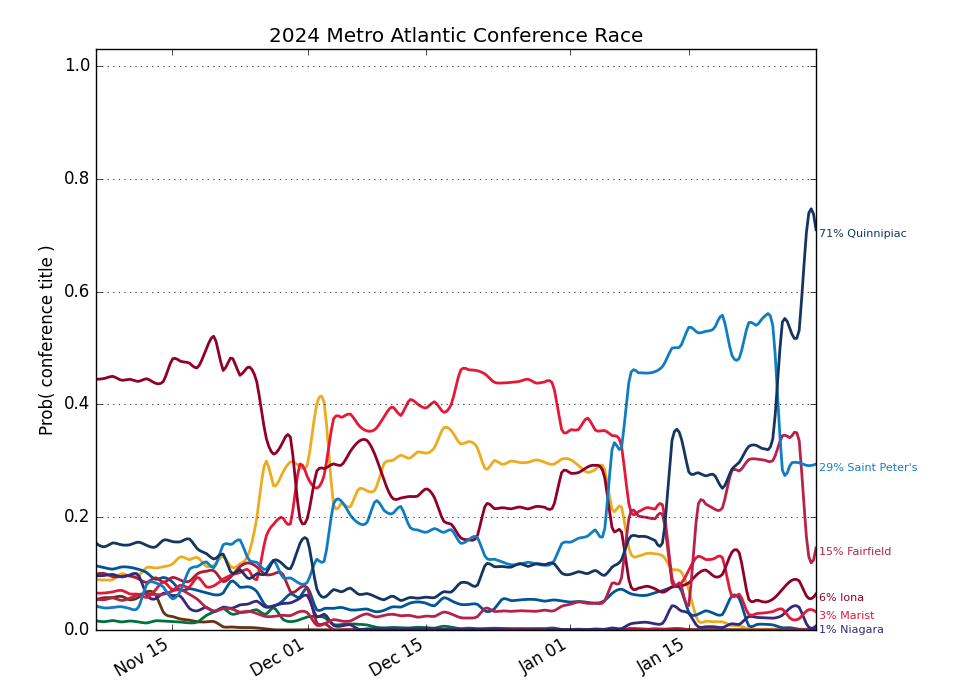 2024 Metro Atlantic Conference Race
Prob( conference title )
1.0
0.8
0.6
0.4
0.2
0.0
71% Quinnipiac
29% Saint Peter's
15% Fairfield
6% Iona
3% Marist
1% Niagara
Nov 15
Dec 01
Dec 15
Jan 01
Jan 15